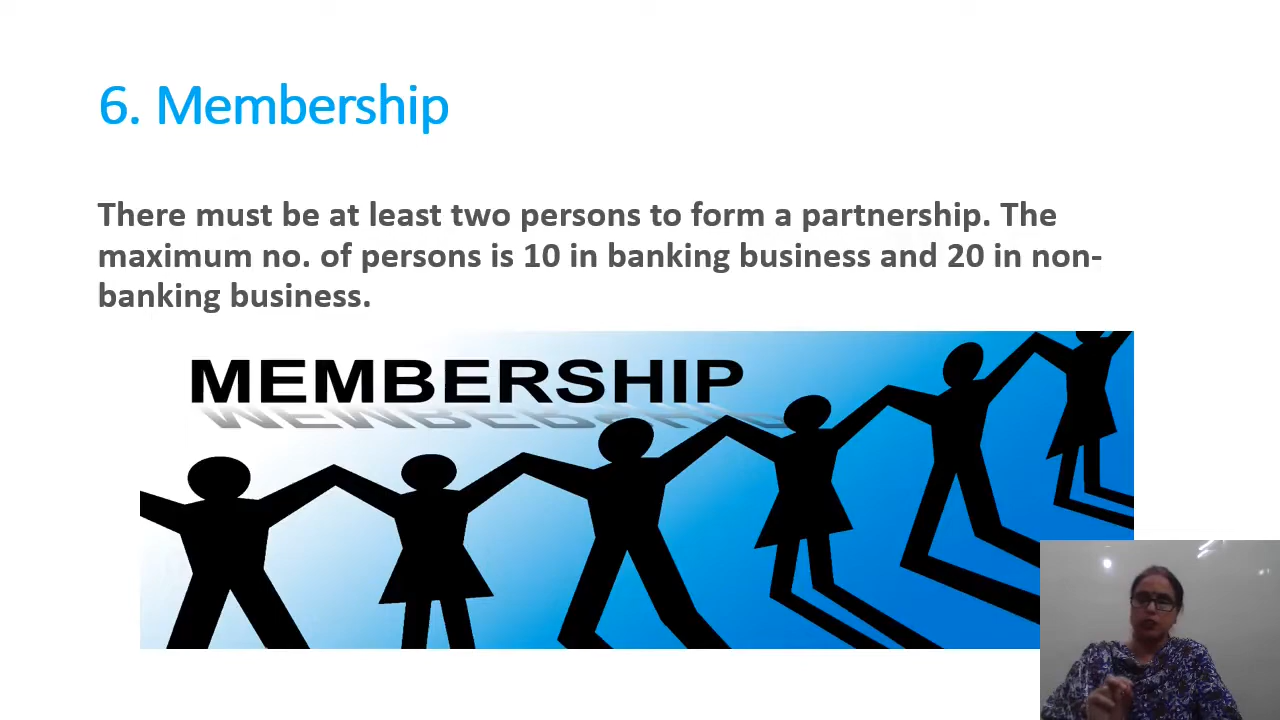 6. Membership
There must be at least two persons to form a partnership. The
maximum no. of persons is 10 in banking business and 20 in non-
banking business.
MEMBERSHIP